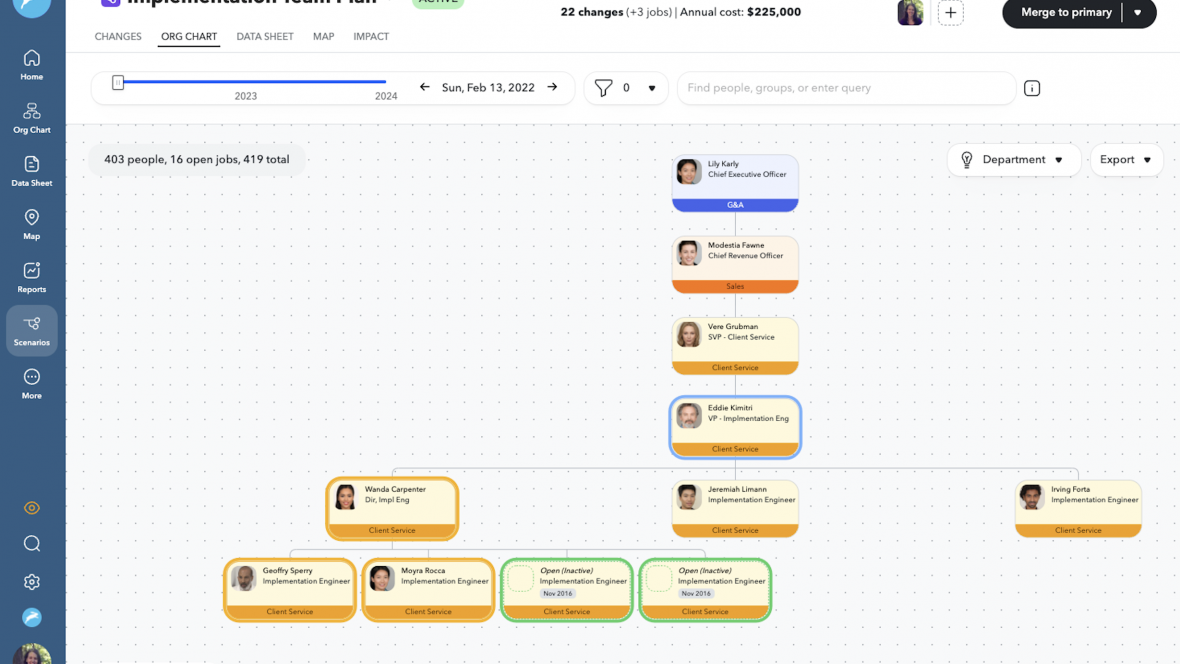 Implementation Team Plan
ACTIVE
22 changes (+3 jobs) | Annual cost: $225,000
Merge to primary
CHANGES
ORG CHART
DATA SHEET
MAP
IMPACT
Home
Org Chart
Data Sheet
Map
Reports
Scenarios
More
2023
2024
Sun, Feb 13, 2022
0
Find people, groups, or enter query
403 people, 16 open jobs, 419 total
Department
Export
Lily Karly
Chief Executive Officer
G&A
Modestia Fawne
Chief Revenue Officer
Sales
Vere Grubman
SVP - Client Service
Client Service
Eddie Kimitri
VP - Implmentation Eng
Client Service
Wanda Carpenter
Dir, Impl Eng
Client Service
Jeremiah Limann
Implementation Engineer
Client Service
Irving Forta
Implementation Engineer
Client Service
Geoffry Sperry
Implementation Engineer
Client Service
Moyra Rocca
Implementation Engineer
Client Service
Open (Inactive)
Implementation Engineer
Nov 2016
Client Service
Open (Inactive)
Implementation Engineer
Nov 2016
Client Service